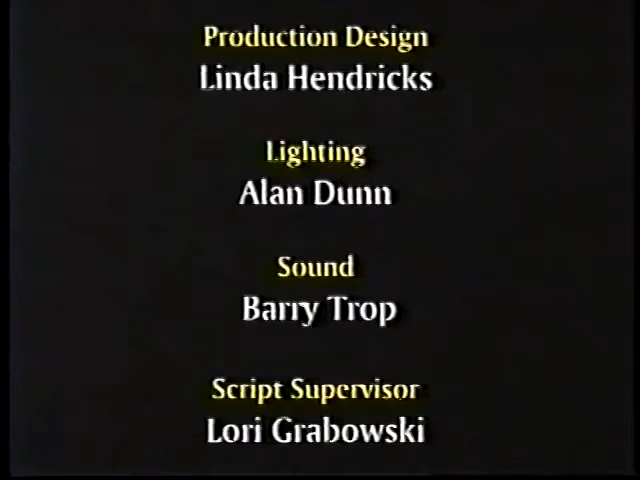 Production Design
Linda Hendricks
Lighting
Alan Dunn
Sound
Barry Trop
Script Supervisor
Lori Grabowski